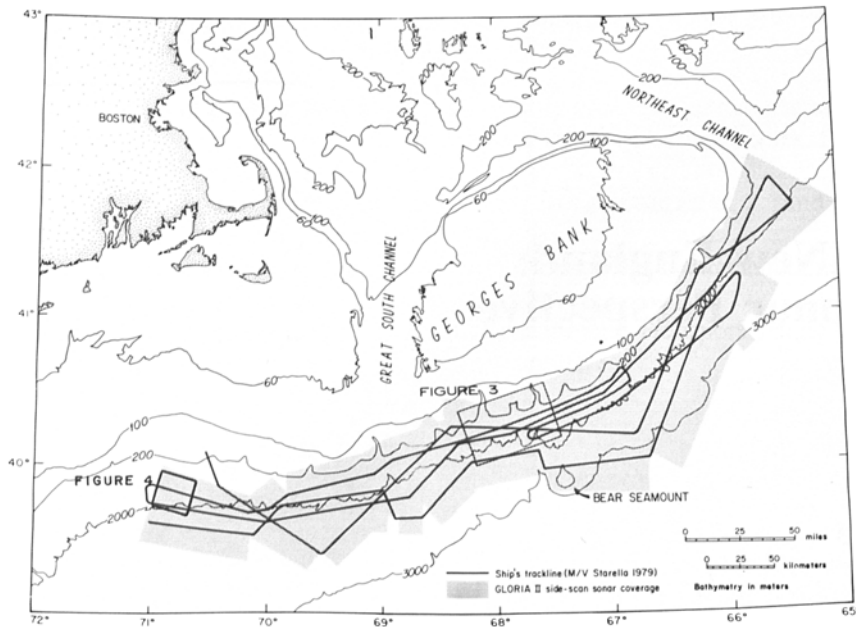 43°
BOSTON
200
200
200
100
200
NORTHEAST CHANNEL
42°
200
200
100
60
60
100
GREAT SOUTH CHANNEL
GEORGES BANK
60
41°
2000
3000
100
200
60
FIGURE 3
100
200
40°
FIGURE 4
2000
BEAR SEAMOUNT
3000
0 50
miles
0 50
kilometers
Ship's trackline (M/V Starella 1979)
GLORIA II side-scan sonar coverage
Bathymetry in meters
72° 71° 70° 69° 68° 67° 66° 65